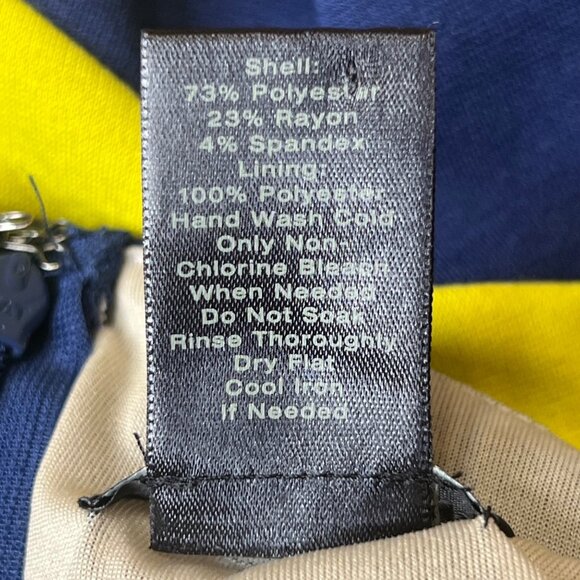 Shell:
73% Polyester
23% Rayon
4% Spandex
Lining:
100% Polyester
Hand Wash Cold
Only Non
Chlorine Bleach
When Needed
Do Not Soak
Rinse Thoroughly
Dry Flat
Cool Iron
If Needed